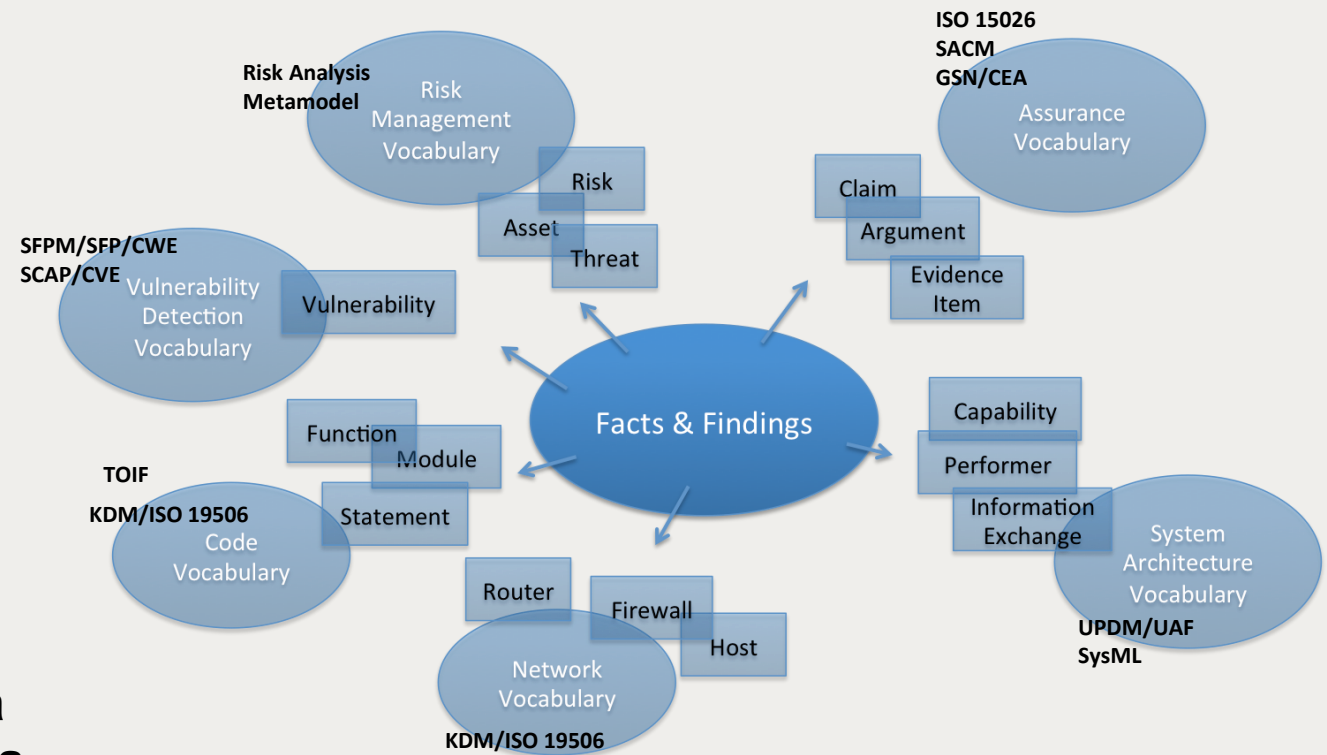 ISO 15026
SACM
GSN/CEA
Assurance
Vocabulary
Risk Analysis
Metamodel
Risk
Management
Vocabulary
Risk
Asset
Threat
Claim
Argument
Evidence
Item
SFPM/SFP/CWE
SCAP/CVE
Vulnerability
Detection
Vocabulary
Vulnerability
Facts & Findings
Function
Module
Statement
TOIF
KDM/ISO 19506
Code
Vocabulary
Capability
Performer
Information
Exchange
System
Architecture
Vocabulary
UPDM/UAF
SysML
Router
Firewall
Host
Network
Vocabulary
KDM/ISO 19506